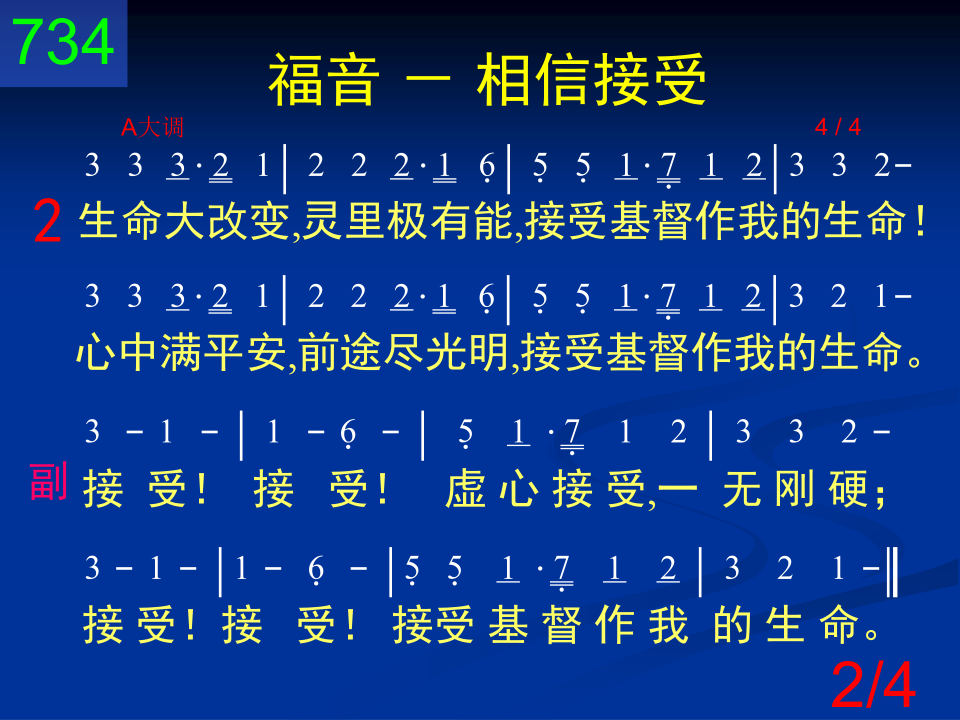 734
福音 － 相信接受
A大调 4 / 4
3 3 3· 2 1 | 2 2 2· 1 6̣ | 5̣ 5̣ 1· 7̣ 1 2 | 3 3 2-
2 生命大改变,灵里极有能,接受基督作我的生命！
3 3 3· 2 1 | 2 2 2· 1 6̣ | 5̣ 5̣ 1· 7̣ 1 2 | 3 2 1-
心中满平安,前途尽光明,接受基督作我的生命。
3 - 1 - | 1 - 6̣ - | 5̣ 1 · 7̣ 1 2 | 3 3 2 -
副 接 受！ 接 受！ 虚 心 接 受,一 无 刚 硬；
3 - 1 - | 1 - 6̣ - | 5̣ 5̣ 1 · 7̣ 1 2 | 3 2 1 -‖
接 受！接 受！ 接受 基 督 作 我 的 生 命。
2/4